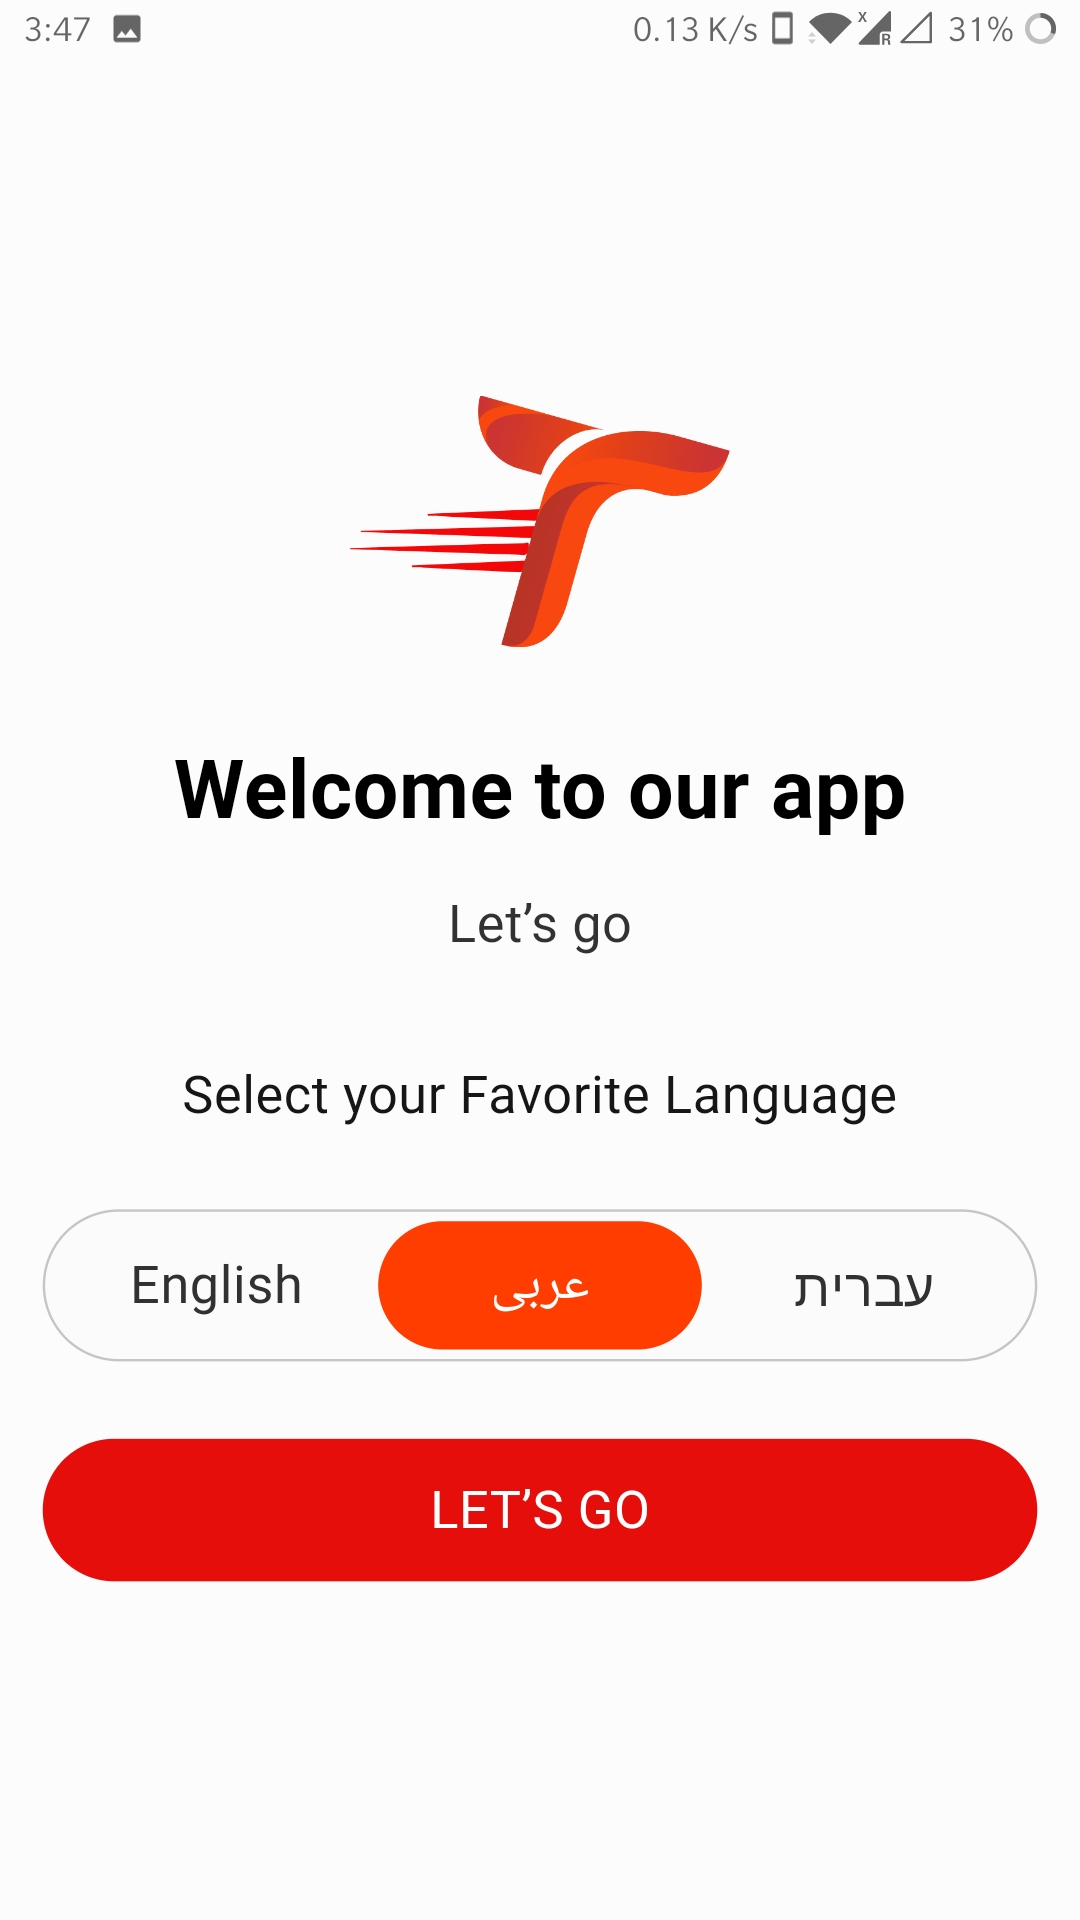 3:47 0.13 K/s X R 31%
Welcome to our app
Let’s go
Select your Favorite Language
English عربى עברית
LET’S GO